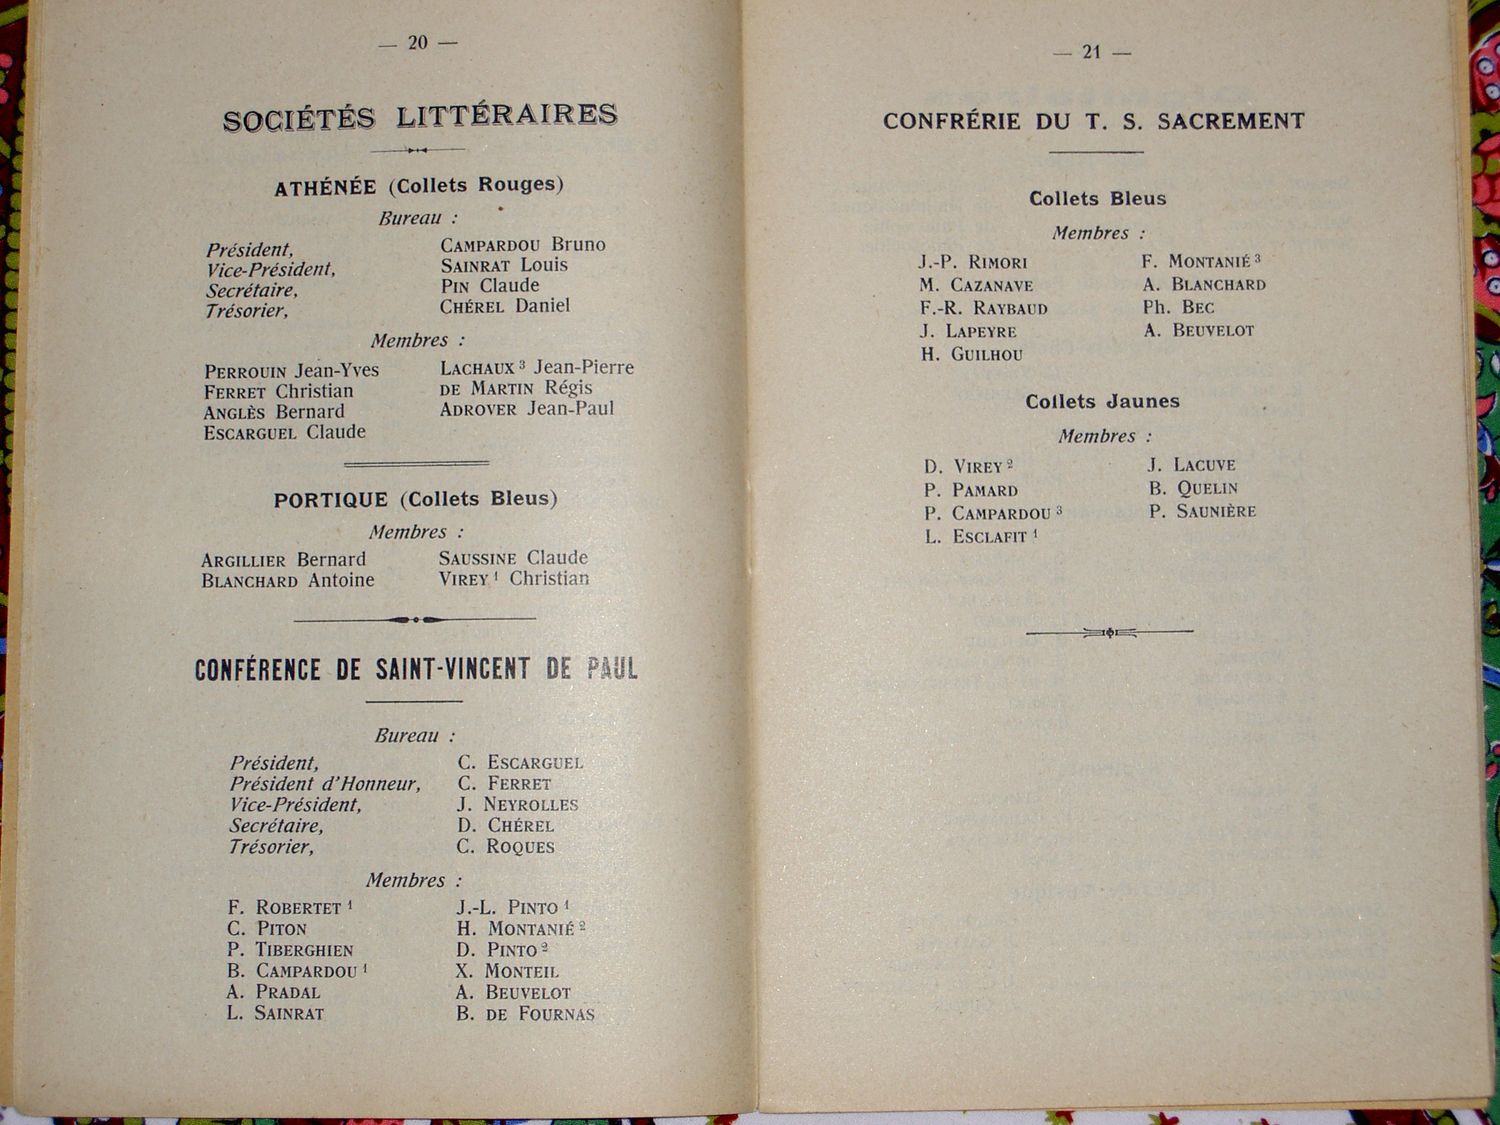 — 20 —
SOCIÉTÉS LITTÉRAIRES
ATHÉNÉE (Collets Rouges)
Bureau :
Président, CAMPARDOU Bruno
Vice-Président, SAINRAT Louis
Secrétaire, PIN Claude
Trésorier, CHÉREL Daniel
Membres :
PERROUIN Jean-Yves LACHAUX ³ Jean-Pierre
FERRET Christian DE MARTIN Régis
ANGLÈS Bernard ADROVER Jean-Paul
ESCARGUEL Claude
PORTIQUE (Collets Bleus)
Membres :
ARGILLIER Bernard SAUSSINE Claude
BLANCHARD Antoine VIREY ¹ Christian
CONFÉRENCE DE SAINT-VINCENT DE PAUL
Bureau :
Président, C. ESCARGUEL
Président d'Honneur, C. FERRET
Vice-Président, J. NEYROLLES
Secrétaire, D. CHÉREL
Trésorier, C. ROQUES
Membres :
F. ROBERTET ¹ J.-L. PINTO ¹
C. PITON H. MONTANIÉ ²
P. TIBERGHIEN D. PINTO ²
B. CAMPARDOU ¹ X. MONTEIL
A. PRADAL A. BEUVELOT
L. SAINRAT B. DE FOURNAS
— 21 —
CONFRÉRIE DU T. S. SACREMENT
Collets Bleus
Membres :
J.-P. RIMORI F. MONTANIÉ ³
M. CAZANAVE A. BLANCHARD
F.-R. RAYBAUD Ph. BEC
J. LAPEYRE A. BEUVELOT
H. GUILHOU
Collets Jaunes
Membres :
D. VIREY ² J. LACUVE
P. PAMARD B. QUELIN
P. CAMPARDOU ³ P. SAUNIÈRE
L. ESCLAFIT ¹